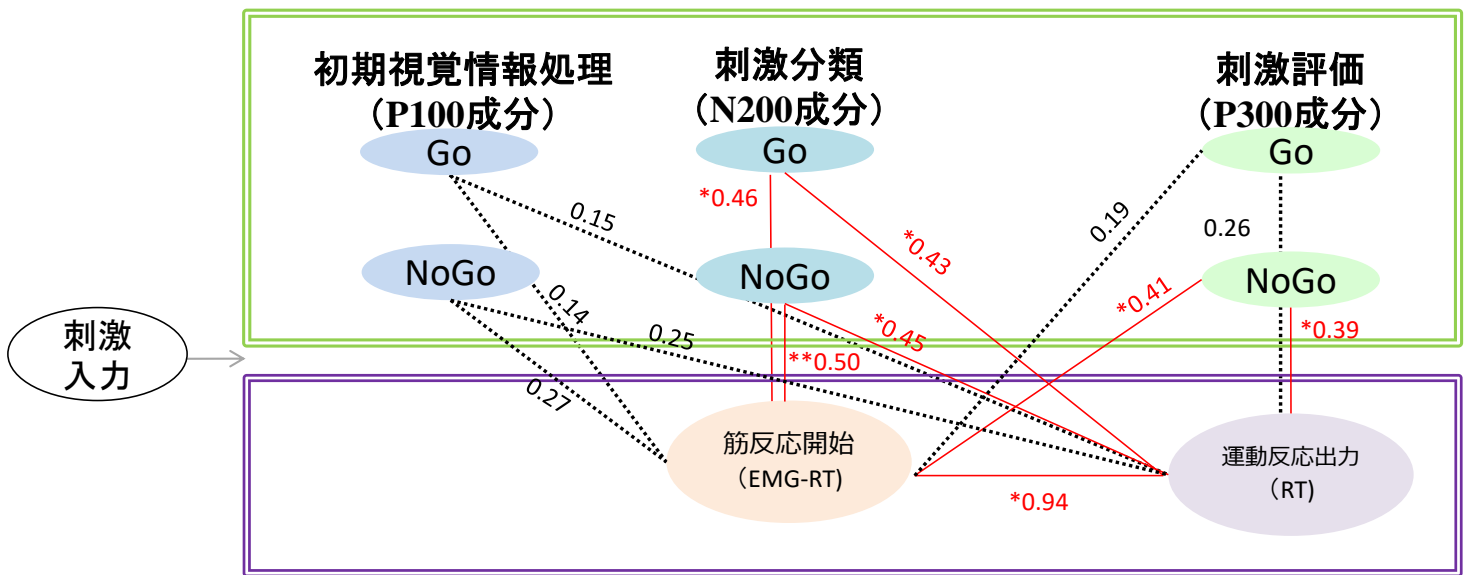 初期視覚情報処理
（P100成分）
刺激分類
（N200成分）
刺激評価
（P300成分）
Go
Go
Go
*0.46
0.15
*0.43
0.19
0.26
NoGo
NoGo
NoGo
0.14
0.25
*0.45
*0.41
*0.39
**0.50
0.27
刺激
入力
筋反応開始
（EMG-RT)
運動反応出力
（RT)
*0.94